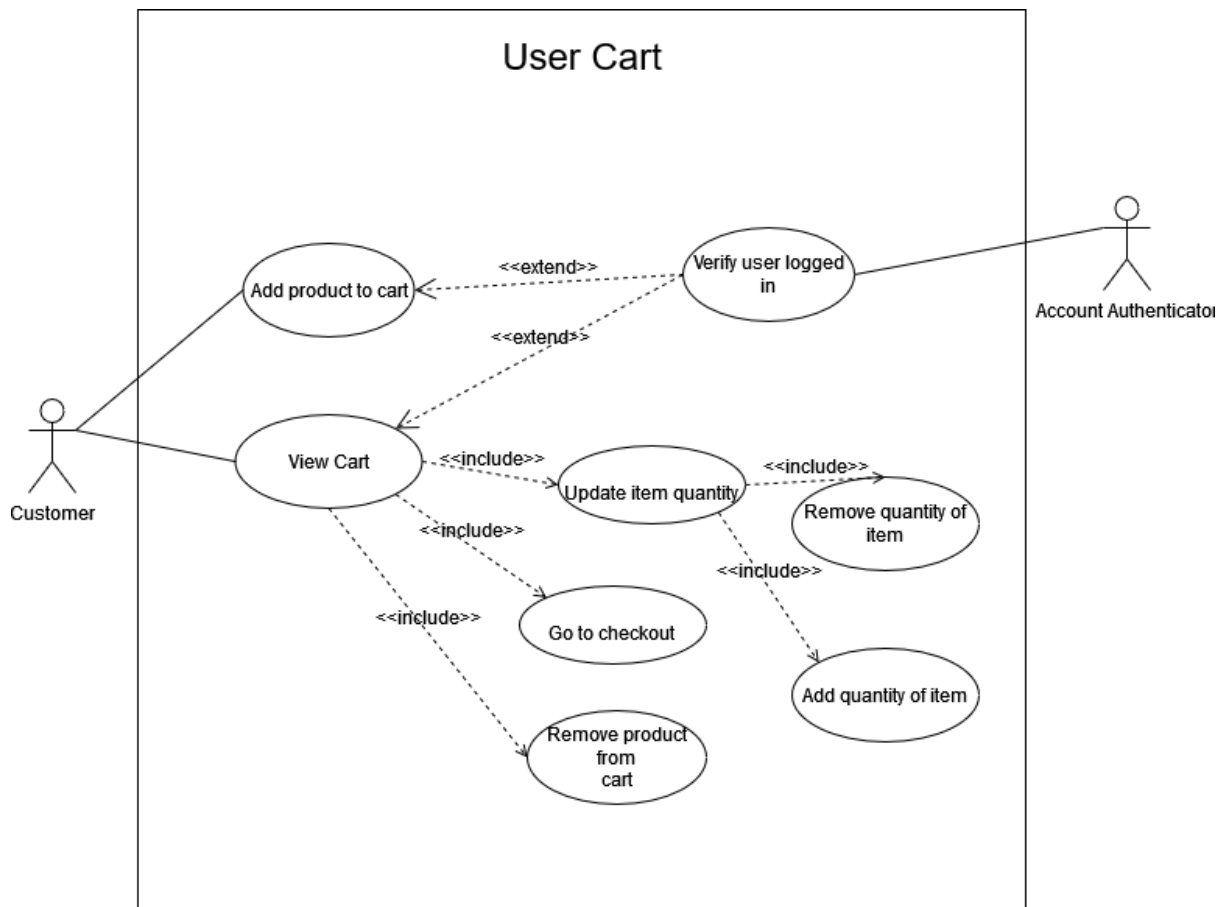 User Cart
<<extend>>
Verify user logged
in
Add product to cart
Account Authenticator
<<extend>>
View Cart
<<include>>
<<include>>
Update item quantity
Remove quantity of
item
Customer
<<include>>
<<include>>
<<include>>
Go to checkout
Add quantity of item
Remove product
from
cart